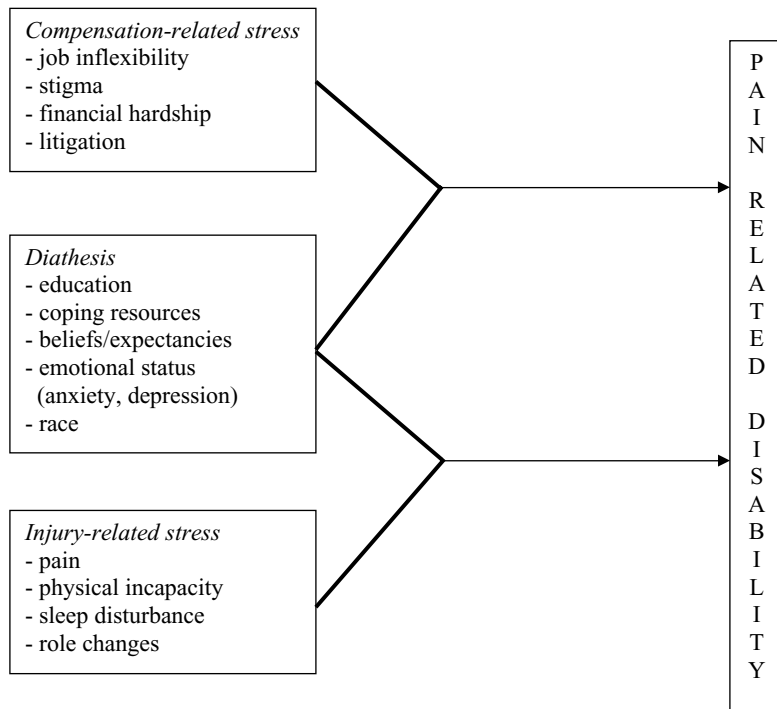 Compensation-related stress
- job inflexibility
- stigma
- financial hardship
- litigation
Diathesis
- education
- coping resources
- beliefs/expectancies
- emotional status
(anxiety, depression)
- race
Injury-related stress
- pain
- physical incapacity
- sleep disturbance
- role changes
P
A
I
N
R
E
L
A
T
E
D
D
I
S
A
B
I
L
I
T
Y